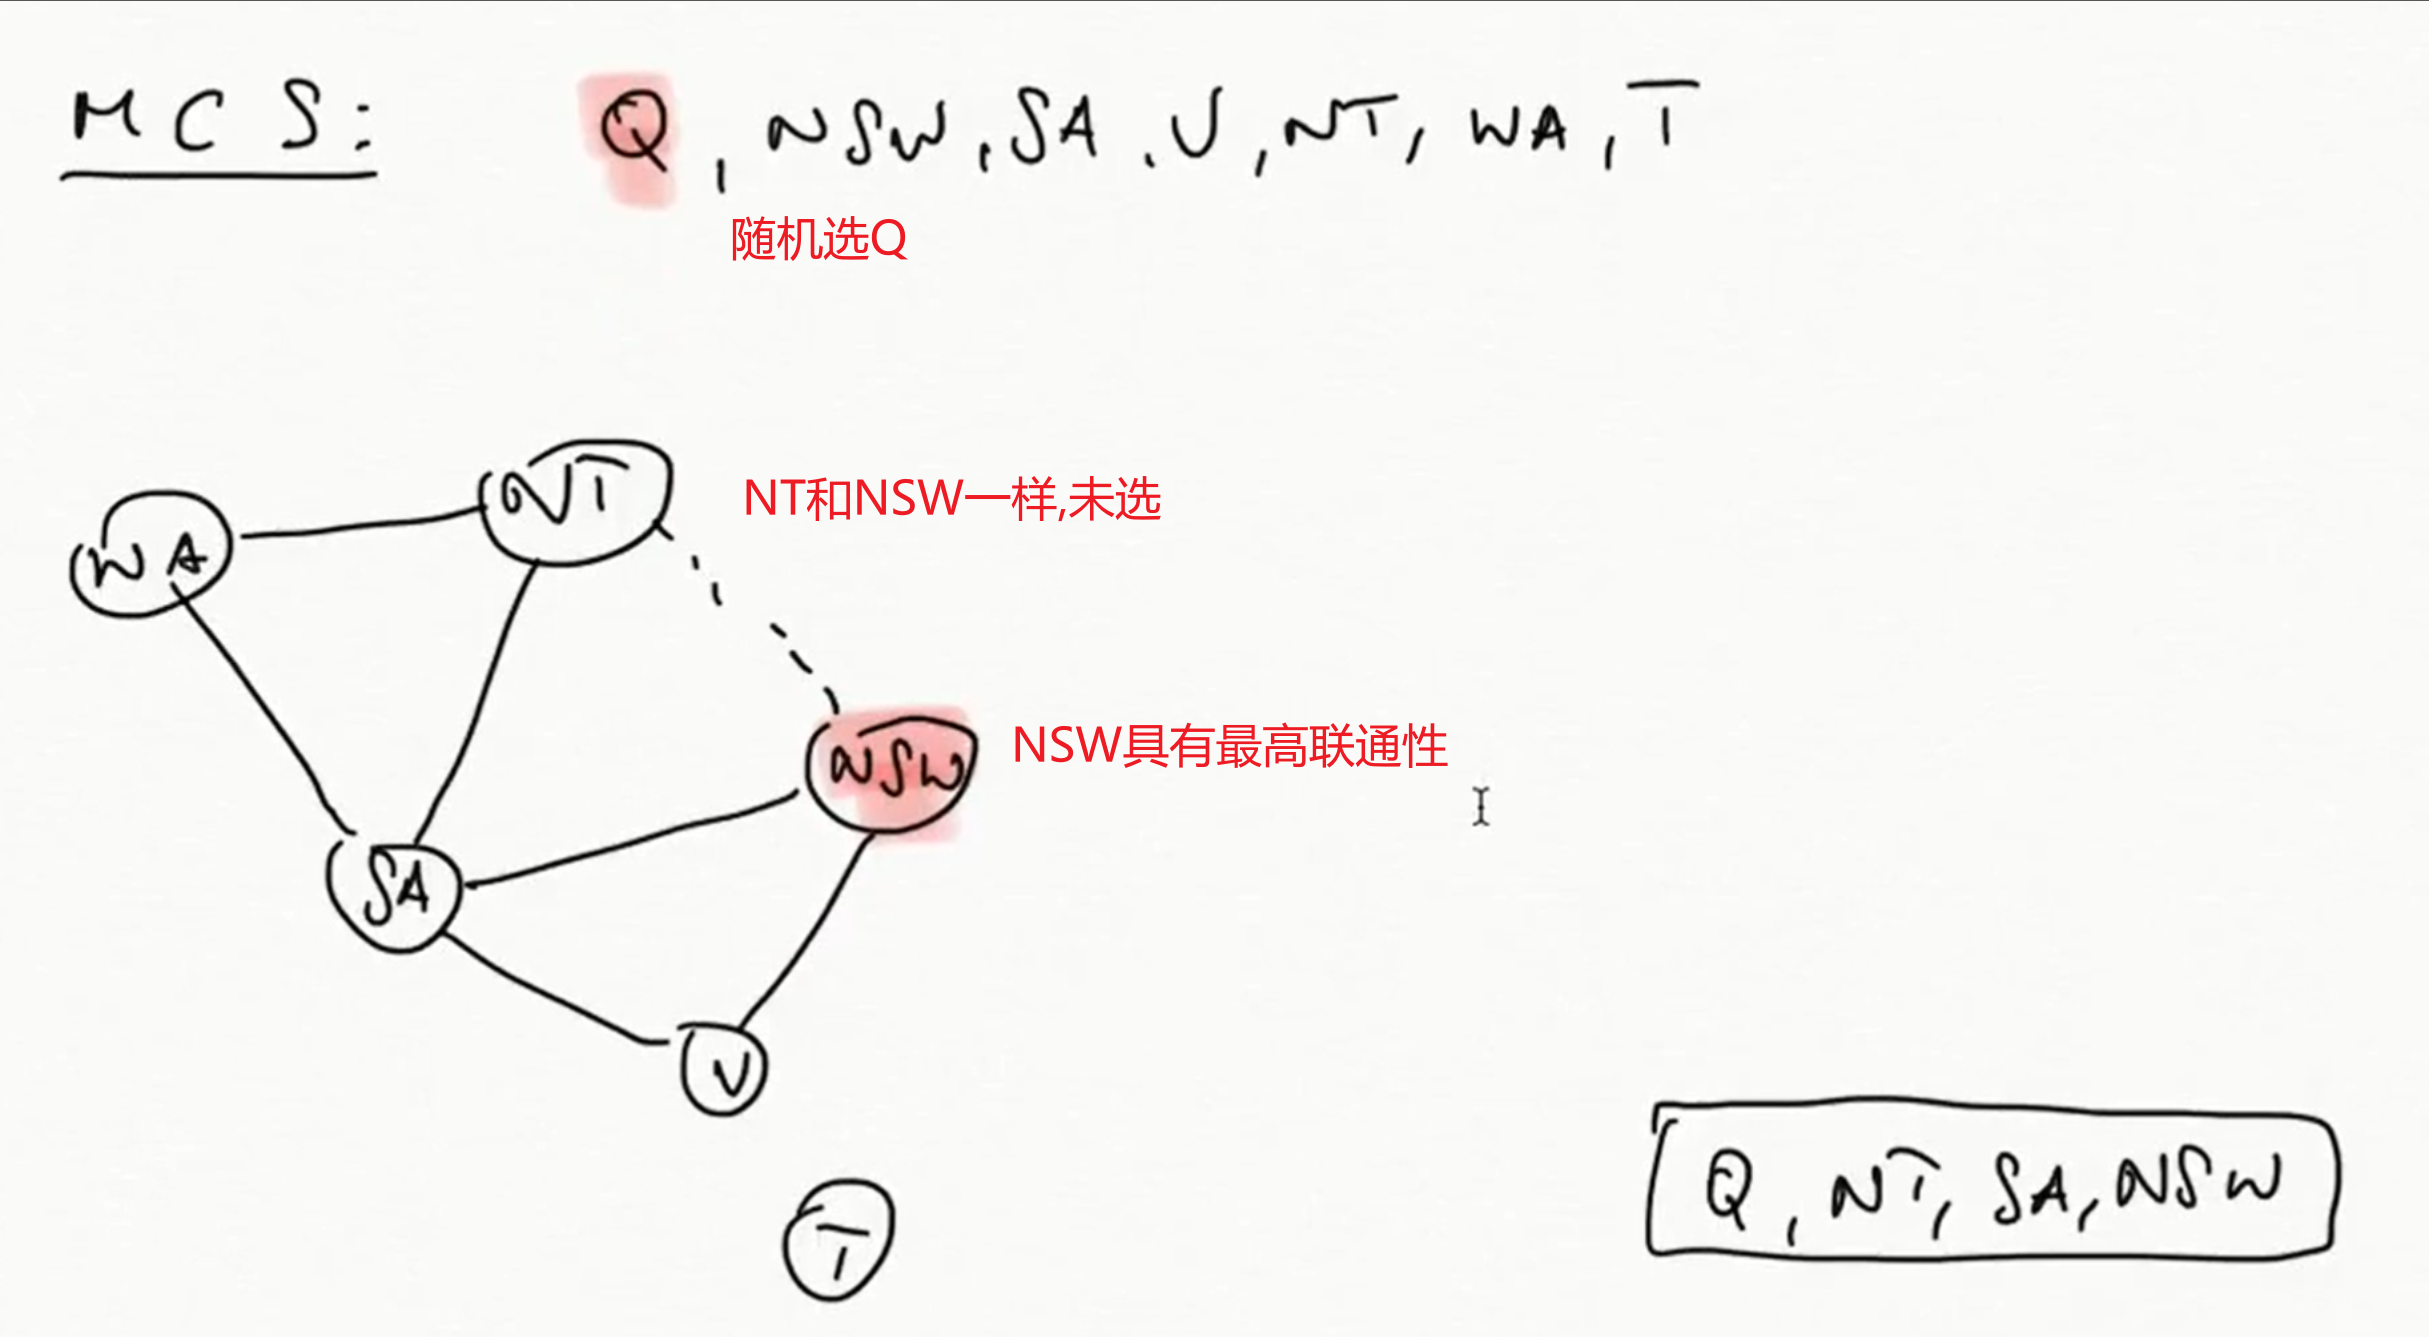 MCS: Q, NSW, SA, V, NT, WA, T
随机选Q
NT
NT和NSW一样,未选
WA
NSW
NSW具有最高联通性
SA
V
Q, NT, SA, NSW
T